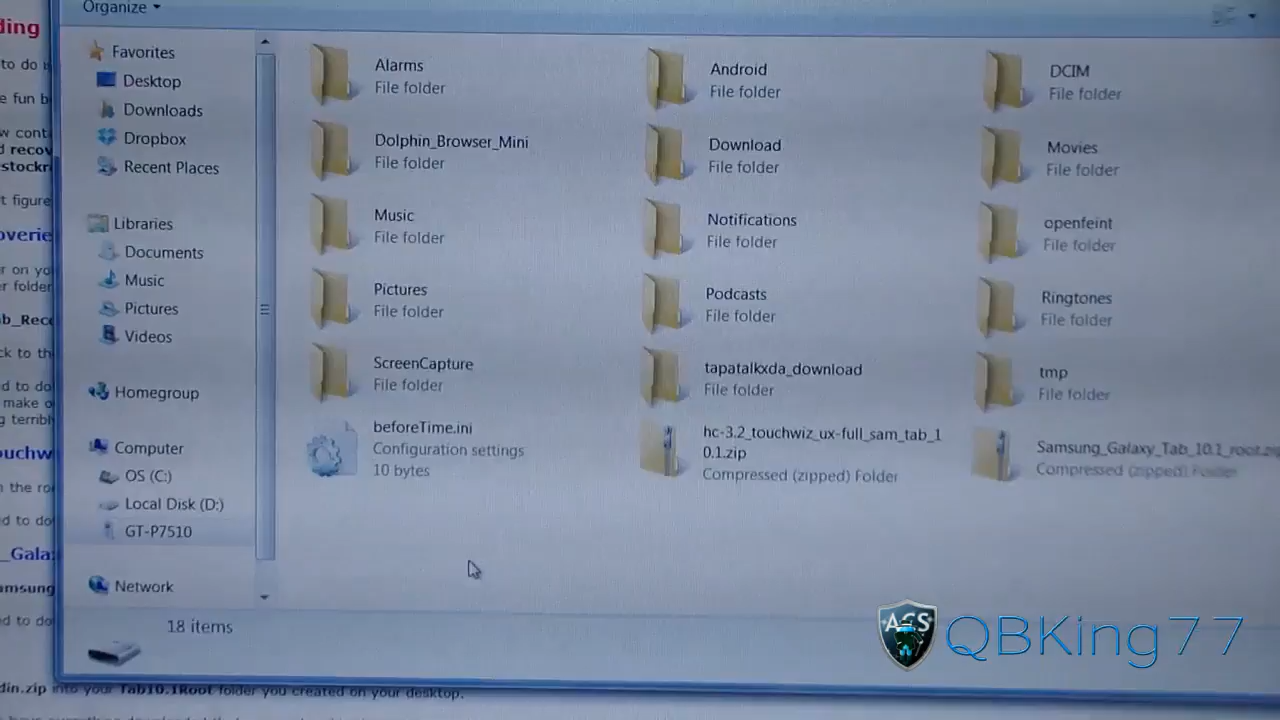 Organize
ding
to do
e fun b
w cont
d recov
stockr
t figure
overie
r on yo
r folder
ab_Rec
ck to th
d to do
make o
g terribl
ouchw
n the ro
d to do
_Gala
amsung
d to do
Favorites
Desktop
Downloads
Dropbox
Recent Places
Libraries
Documents
Music
Pictures
Videos
Homegroup
Computer
OS (C:)
Local Disk (D:)
GT-P7510
Network
Alarms
File folder
Android
File folder
DCIM
File folder
Dolphin_Browser_Mini
File folder
Download
File folder
Movies
File folder
Music
File folder
Notifications
File folder
openfeint
File folder
Pictures
File folder
Podcasts
File folder
Ringtones
File folder
ScreenCapture
File folder
tapatalkxda_download
File folder
tmp
File folder
beforeTime.ini
Configuration settings
10 bytes
hc-3.2_touchwiz_ux-full_sam_tab_1
0.1.zip
Compressed (zipped) Folder
Samsung_Galaxy_Tab_10.1_root.zip
Compressed (zipped) Folder
18 items
din.zip into your Tab10.1Root folder you created on your desktop.
AGS
QBKing77